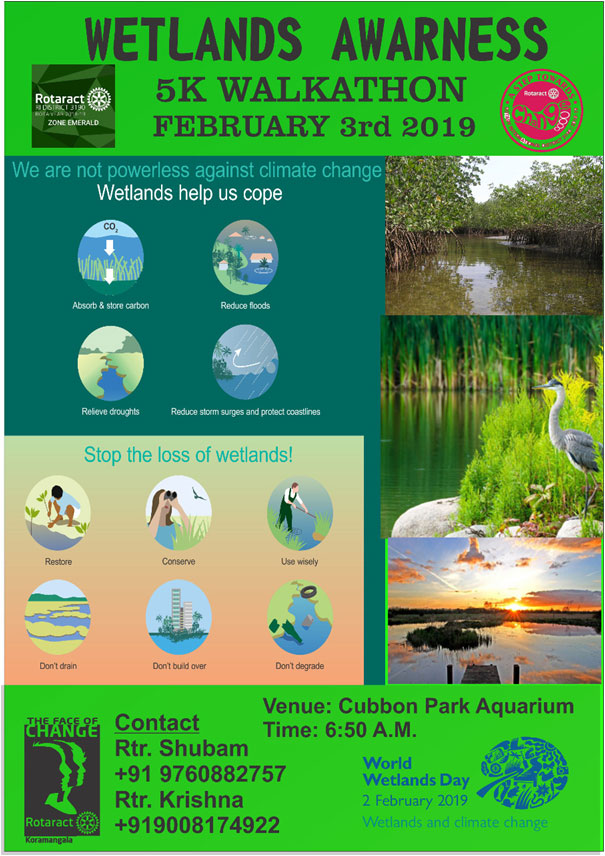 WETLANDS AWARNESS
5K WALKATHON
FEBRUARY 3rd 2019
Rotaract
RI DISTRICT 3190
ZONE EMERALD
A STEP TOWARDS
Rotaract
We are not powerless against climate change
Wetlands help us cope
CO2
Absorb & store carbon
Reduce floods
Relieve droughts
Reduce storm surges and protect coastlines
Stop the loss of wetlands!
Restore
Conserve
Use wisely
Don't drain
Don't build over
Don't degrade
THE FACE OF
CHANGE
Rotaract
Koramangala
Contact
Rtr. Shubam
+91 9760882757
Rtr. Krishna
+919008174922
Venue: Cubbon Park Aquarium
Time: 6:50 A.M.
World
Wetlands Day
2 February 2019
Wetlands and climate change